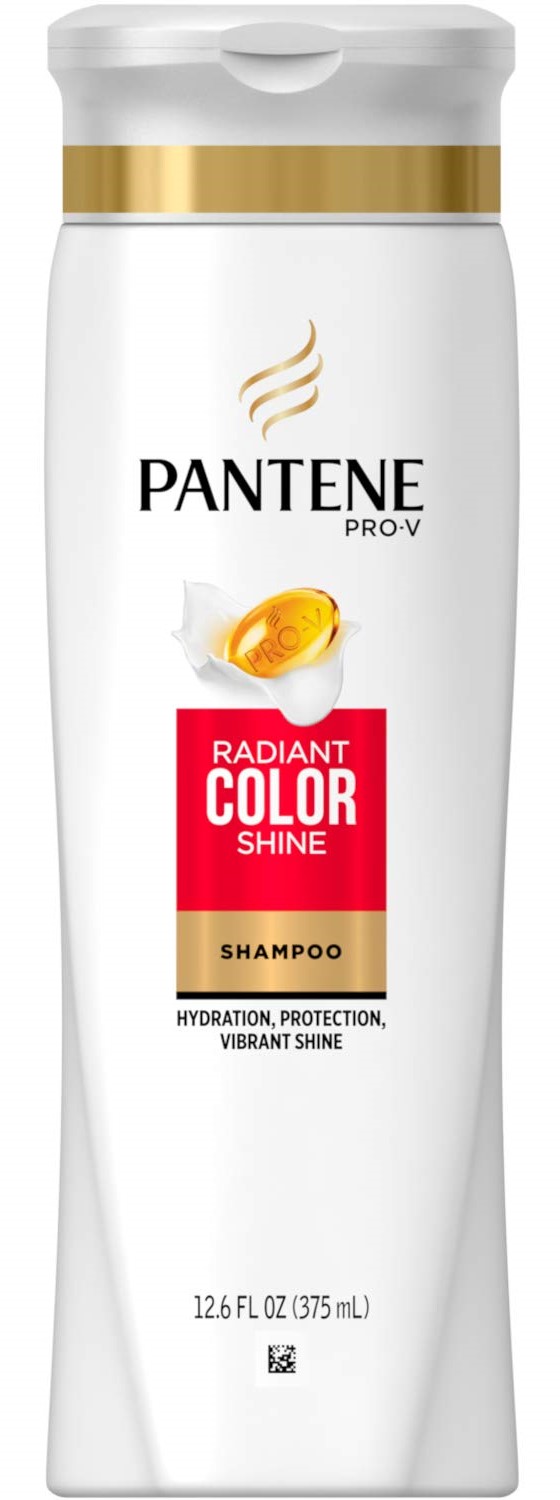 PANTENE
PRO-V
PRO-V
RADIANT
COLOR
SHINE
SHAMPOO
HYDRATION, PROTECTION,
VIBRANT SHINE
12.6 FL OZ (375 mL)